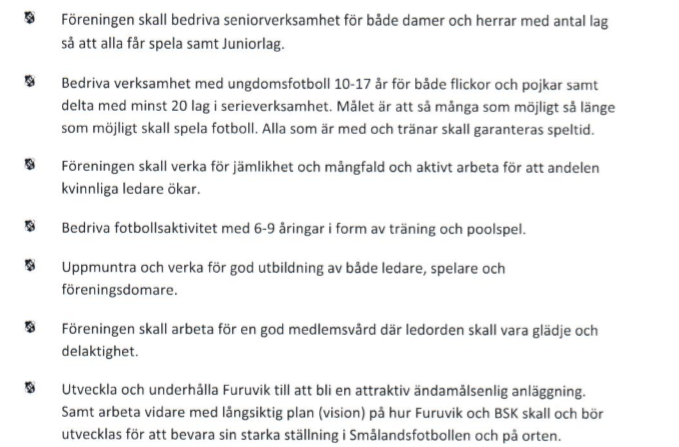 Föreningen skall bedriva seniorverksamhet för både damer och herrar med antal lag
så att alla får spela samt Juniorlag.
Bedriva verksamhet med ungdomsfotboll 10-17 år för både flickor och pojkar samt
delta med minst 20 lag i serieverksamhet. Målet är att så många som möjligt så länge
som möjligt skall spela fotboll. Alla som är med och tränar skall garanteras speltid.
Föreningen skall verka för jämlikhet och mångfald och aktivt arbeta för att andelen
kvinnliga ledare ökar.
Bedriva fotbollsaktivitet med 6-9 åringar i form av träning och poolspel.
Uppmuntra och verka för god utbildning av både ledare, spelare och
föreningsdomare.
Föreningen skall arbeta för en god medlemsvård där ledorden skall vara glädje och
delaktighet.
Utveckla och underhålla Furuvik till att bli en attraktiv ändamålsenlig anläggning.
Samt arbeta vidare med långsiktig plan (vision) på hur Furuvik och BSK skall och bör
utvecklas för att bevara sin starka ställning i Smålandsfotbollen och på orten.